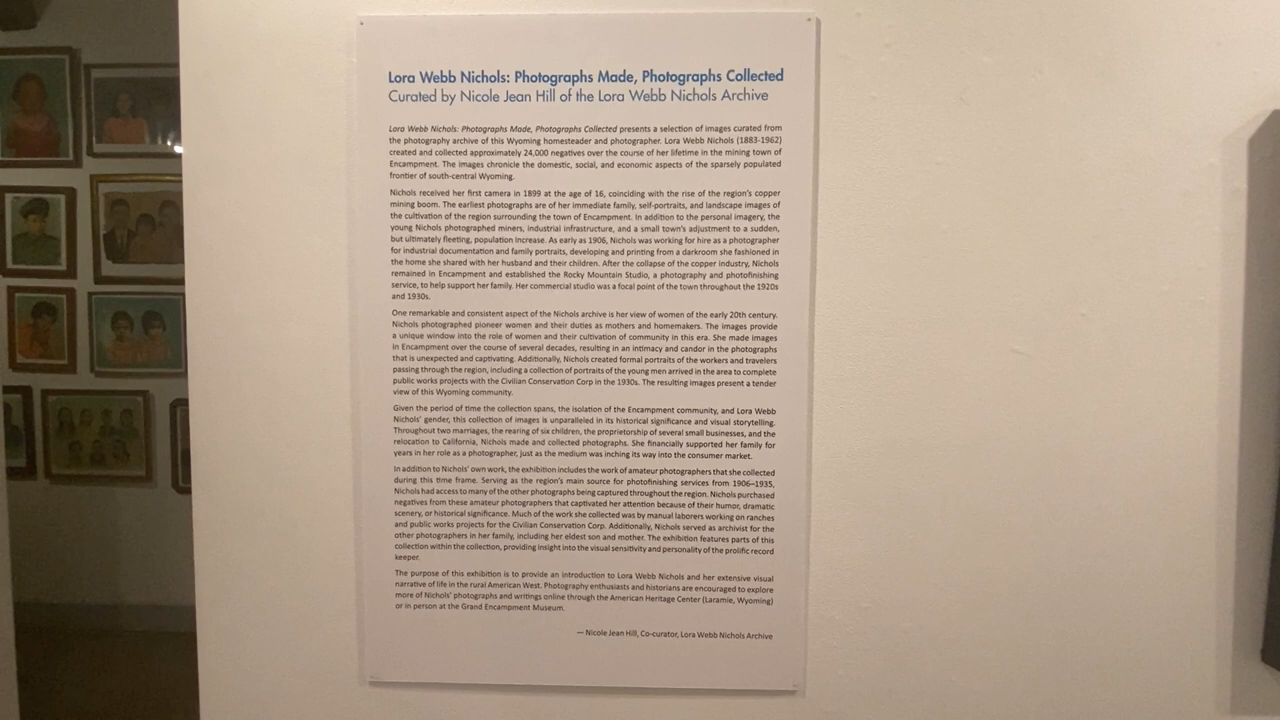 Lora Webb Nichols: Photographs Made, Photographs Collected
Curated by Nicole Jean Hill of the Lora Webb Nichols Archive
Lora Webb Nichols: Photographs Made, Photographs Collected presents a selection of images curated from
the photography archive of this Wyoming homesteader and photographer. Lora Webb Nichols (1883-1962)
created and collected approximately 24,000 negatives over the course of her lifetime in the mining town of
Encampment. The images chronicle the domestic, social, and economic aspects of the sparsely populated
frontier of south-central Wyoming.
Nichols received her first camera in 1899 at the age of 16, coinciding with the rise of the region's copper
mining boom. The earliest photographs are of her immediate family, self-portraits, and landscape images of
the cultivation of the region surrounding the town of Encampment. In addition to the personal imagery, the
young Nichols photographed miners, industrial infrastructure, and a small town's adjustment to a sudden,
but ultimately fleeting, population increase. As early as 1906, Nichols was working for hire as a photographer
for industrial documentation and family portraits, developing and printing from a darkroom she fashioned in
the home she shared with her husband and their children. After the collapse of the copper industry, Nichols
remained in Encampment and established the Rocky Mountain Studio, a photography and photofinishing
service, to help support her family. Her commercial studio was a focal point of the town throughout the 1920s
and 1930s.
One remarkable and consistent aspect of the Nichols archive is her view of women of the early 20th century.
Nichols photographed pioneer women and their duties as mothers and homemakers. The images provide
a unique window into the role of women and their cultivation of community in this era. She made images
in Encampment over the course of several decades, resulting in an intimacy and candor in the photographs
that is unexpected and captivating. Additionally, Nichols created formal portraits of the workers and travelers
passing through the region, including a collection of portraits of the young men arrived in the area to complete
public works projects with the Civilian Conservation Corp in the 1930s. The resulting images present a tender
view of this Wyoming community.
Given the period of time the collection spans, the isolation of the Encampment community, and Lora Webb
Nichols' gender, this collection of images is unparalleled in its historical significance and visual storytelling.
Throughout two marriages, the rearing of six children, the proprietorship of several small businesses, and the
relocation to California, Nichols made and collected photographs. She financially supported her family for
years in her role as a photographer, just as the medium was inching its way into the consumer market.
In addition to Nichols' own work, the exhibition includes the work of amateur photographers that she collected
during this time frame. Serving as the region's main source for photofinishing services from 1906–1935,
Nichols had access to many of the other photographs being captured throughout the region. Nichols purchased
negatives from these amateur photographers that captivated her attention because of their humor, dramatic
scenery, or historical significance. Much of the work she collected was by manual laborers working on ranches
and public works projects for the Civilian Conservation Corp. Additionally, Nichols served as archivist for the
other photographers in her family, including her eldest son and mother. The exhibition features parts of this
collection within the collection, providing insight into the visual sensitivity and personality of the prolific record
keeper.
The purpose of this exhibition is to provide an introduction to Lora Webb Nichols and her extensive visual
narrative of life in the rural American West. Photography enthusiasts and historians are encouraged to explore
more of Nichols' photographs and writings online through the American Heritage Center (Laramie, Wyoming)
or in person at the Grand Encampment Museum.
— Nicole Jean Hill, Co-curator, Lora Webb Nichols Archive